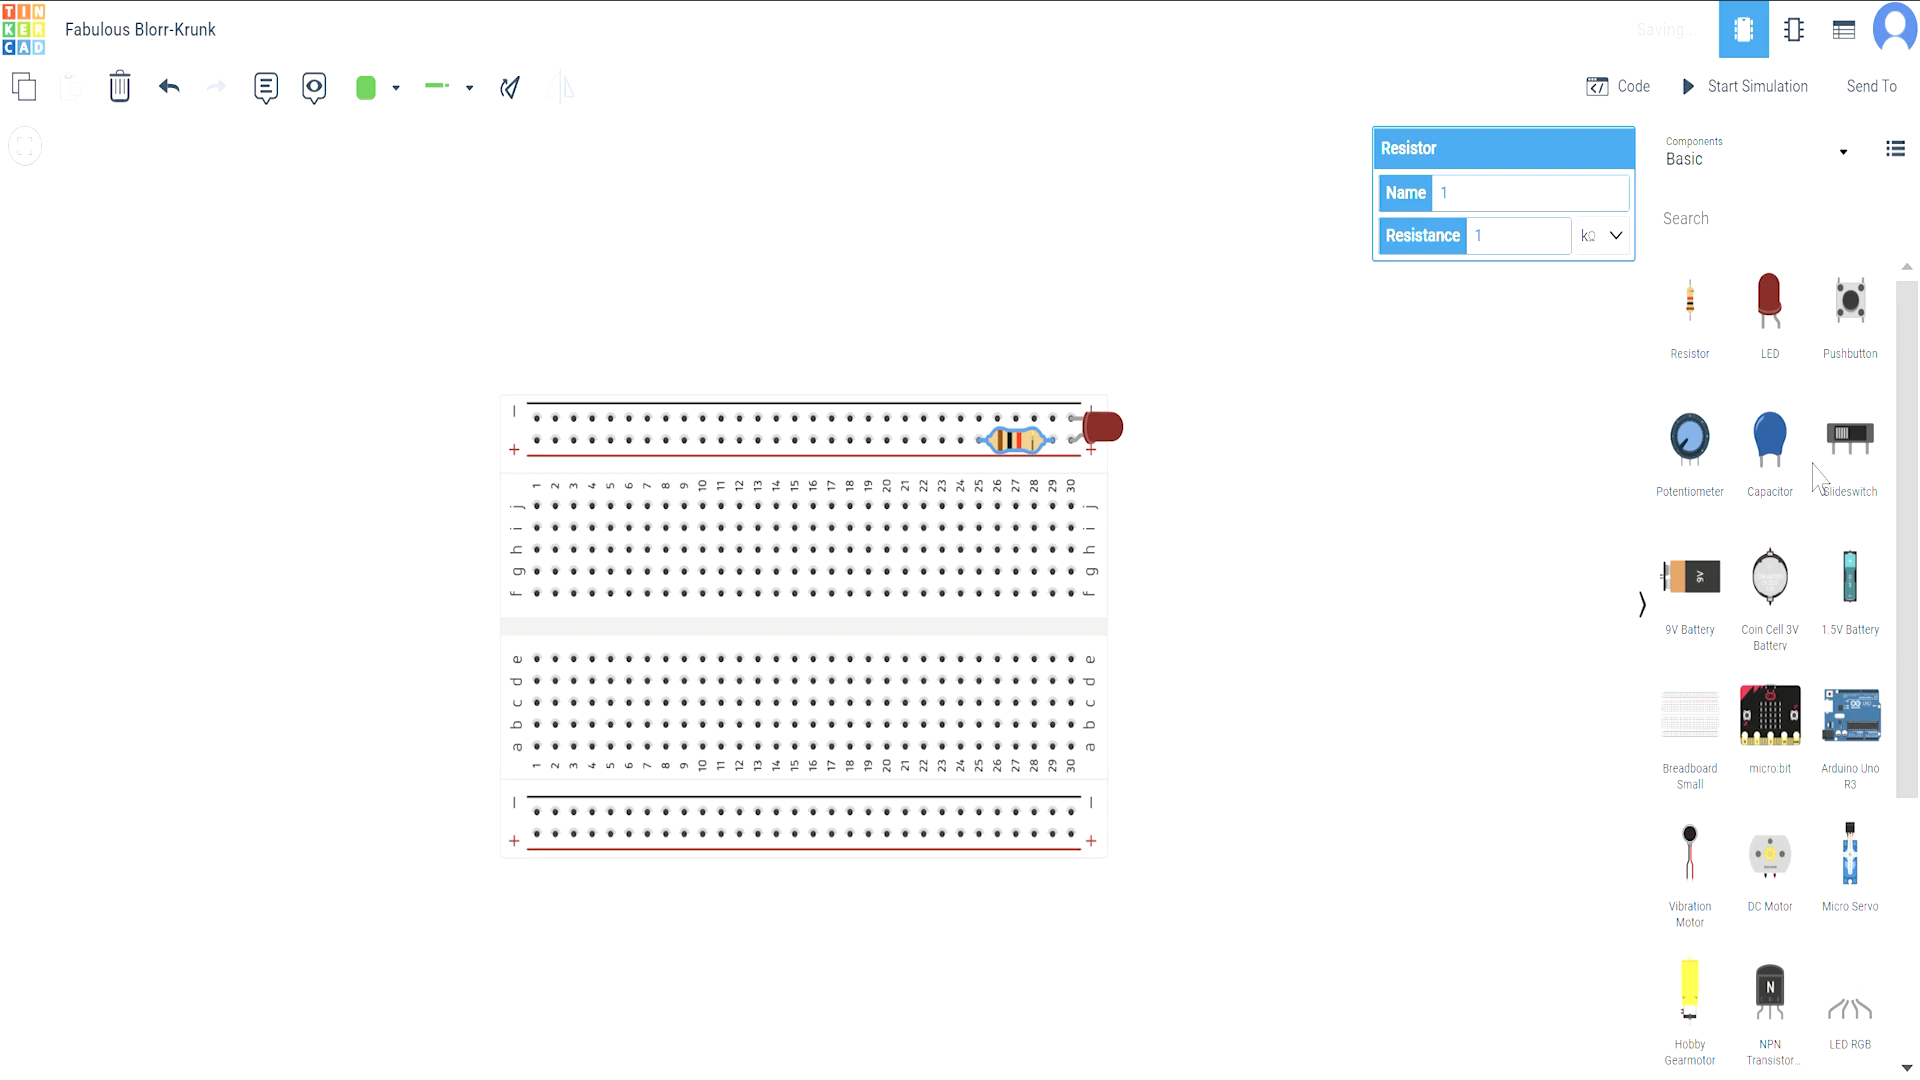 TIN
KER
CAD
Fabulous Blorr-Krunk
Saving...
Code
Start Simulation
Send To
Resistor
Name 1
Resistance 1 kΩ
Components
Basic
Search
Resistor
LED
Pushbutton
Potentiometer
Capacitor
Slideswitch
9V
9V Battery
Coin Cell 3V
Battery
1.5V Battery
Breadboard
Small
micro:bit
Arduino Uno
R3
Vibration
Motor
DC Motor
Micro Servo
N
Hobby
Gearmotor
NPN
Transistor...
LED RGB
+ +
1 2 3 4 5 6 7 8 9 10 11 12 13 14 15 16 17 18 19 20 21 22 23 24 25 26 27 28 29 30
j j
i i
h h
g g
f f
e e
d d
c c
b b
a a
1 2 3 4 5 6 7 8 9 10 11 12 13 14 15 16 17 18 19 20 21 22 23 24 25 26 27 28 29 30
+ +